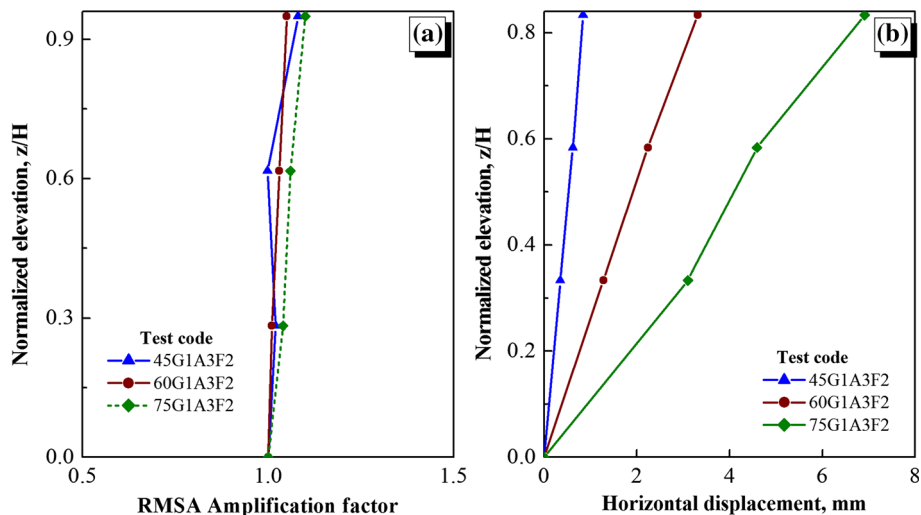 (a)
Normalized elevation, z/H
0.9
0.6
0.3
0.0
Test code
45G1A3F2
60G1A3F2
75G1A3F2
0.5
1.0
1.5
RMSA Amplification factor
(b)
Normalized elevation, z/H
0.8
0.6
0.4
0.2
0.0
Test code
45G1A3F2
60G1A3F2
75G1A3F2
0
2
4
6
8
Horizontal displacement, mm